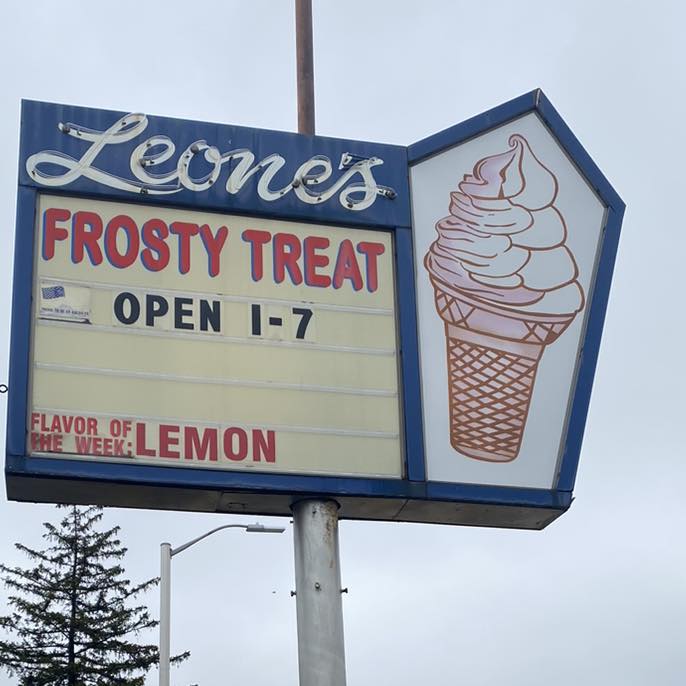 Leone's
FROSTY TREAT
OPEN 1-7
FLAVOR OF
THE WEEK: LEMON